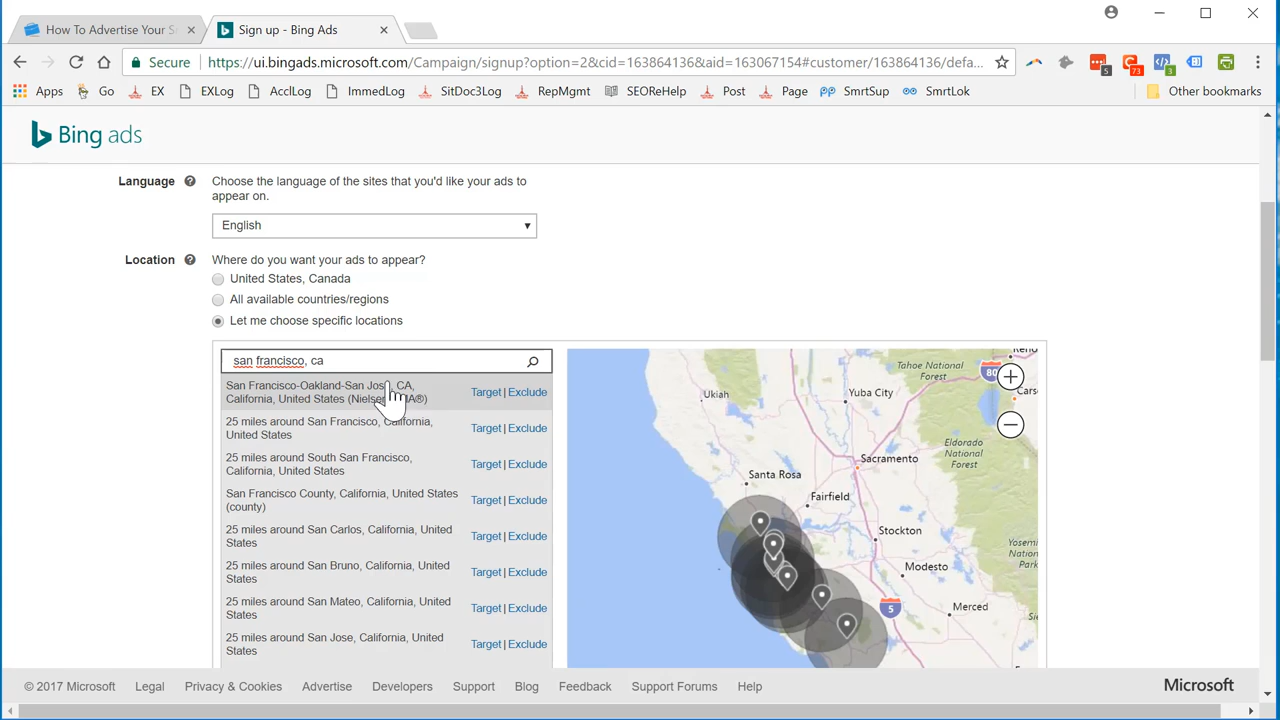 How To Advertise Your S
Sign up - Bing Ads
Secure
https://ui.bingads.microsoft.com/Campaign/signup?option=2&cid=163864136&aid=163067154#customer/163864136/defa...
5
73
3
Apps
Go
EX
EXLog
AcclLog
ImmedLog
SitDoc3Log
RepMgmt
SEOReHelp
Post
Page
SmrtSup
SmrtLok
Other bookmarks
Bing ads
Language
Choose the language of the sites that you'd like your ads to
appear on.
English
Location
Where do you want your ads to appear?
United States, Canada
All available countries/regions
Let me choose specific locations
san francisco, ca
San Francisco-Oakland-San Jose, CA,
California, United States
Target|Exclude
25 miles around San Francisco, California,
United States
Target|Exclude
25 miles around South San Francisco,
California, United States
Target|Exclude
San Francisco County, California, United States
(county)
Target|Exclude
25 miles around San Carlos, California, United
States
Target|Exclude
25 miles around San Bruno, California, United
States
Target|Exclude
25 miles around San Mateo, California, United
States
Target|Exclude
25 miles around San Jose, California, United
States
Target|Exclude
Ukiah
Yuba City
Tahoe National
Forest
80
Eldorado
National
Forest
Sacramento
Santa Rosa
Fairfield
Stockton
Modesto
Merced
5
© 2017 Microsoft
Legal
Privacy & Cookies
Advertise
Developers
Support
Blog
Feedback
Support Forums
Help
Microsoft